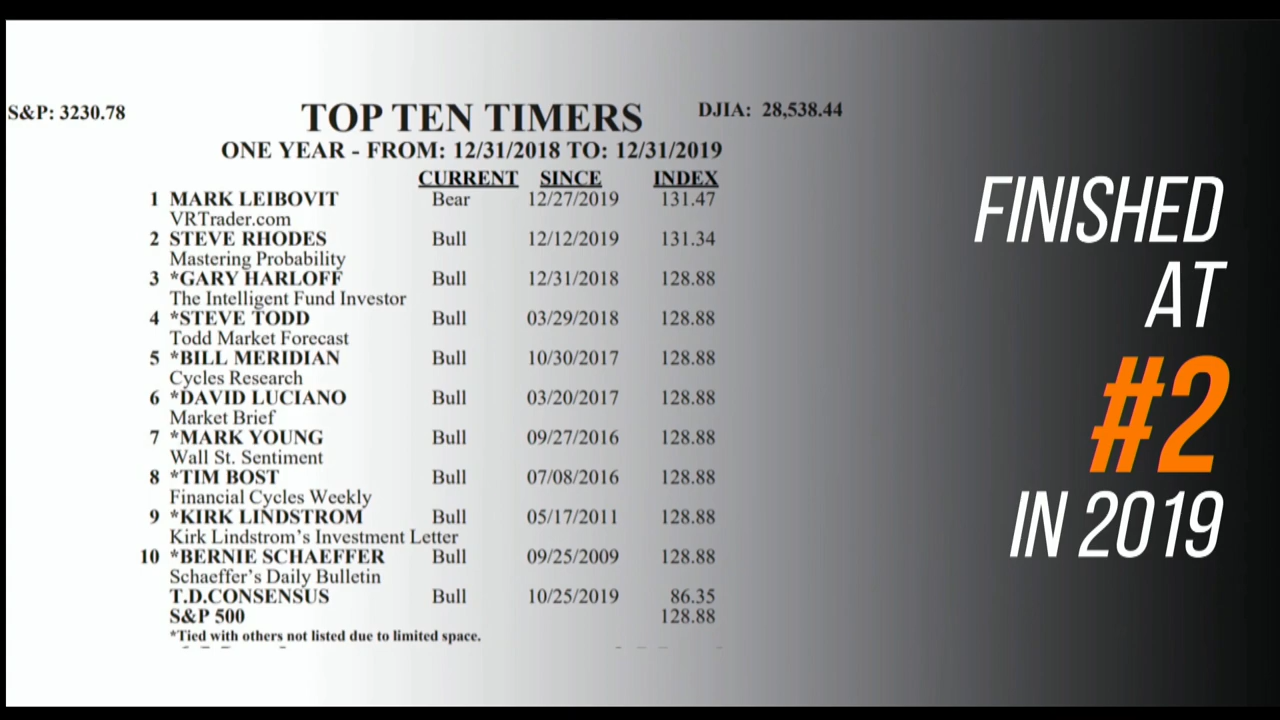 S&P: 3230.78
TOP TEN TIMERS
DJIA: 28,538.44
ONE YEAR - FROM: 12/31/2018 TO: 12/31/2019
CURRENT SINCE INDEX
1 MARK LEIBOVIT Bear 12/27/2019 131.47
VRTrader.com
2 STEVE RHODES Bull 12/12/2019 131.34
Mastering Probability
3 *GARY HARLOFF Bull 12/31/2018 128.88
The Intelligent Fund Investor
4 *STEVE TODD Bull 03/29/2018 128.88
Todd Market Forecast
5 *BILL MERIDIAN Bull 10/30/2017 128.88
Cycles Research
6 *DAVID LUCIANO Bull 03/20/2017 128.88
Market Brief
7 *MARK YOUNG Bull 09/27/2016 128.88
Wall St. Sentiment
8 *TIM BOST Bull 07/08/2016 128.88
Financial Cycles Weekly
9 *KIRK LINDSTROM Bull 05/17/2011 128.88
Kirk Lindstrom's Investment Letter
10 *BERNIE SCHAEFFER Bull 09/25/2009 128.88
Schaeffer's Daily Bulletin
T.D.CONSENSUS Bull 10/25/2019 86.35
S&P 500 128.88
*Tied with others not listed due to limited space.
FINISHED
AT
#2
IN 2019